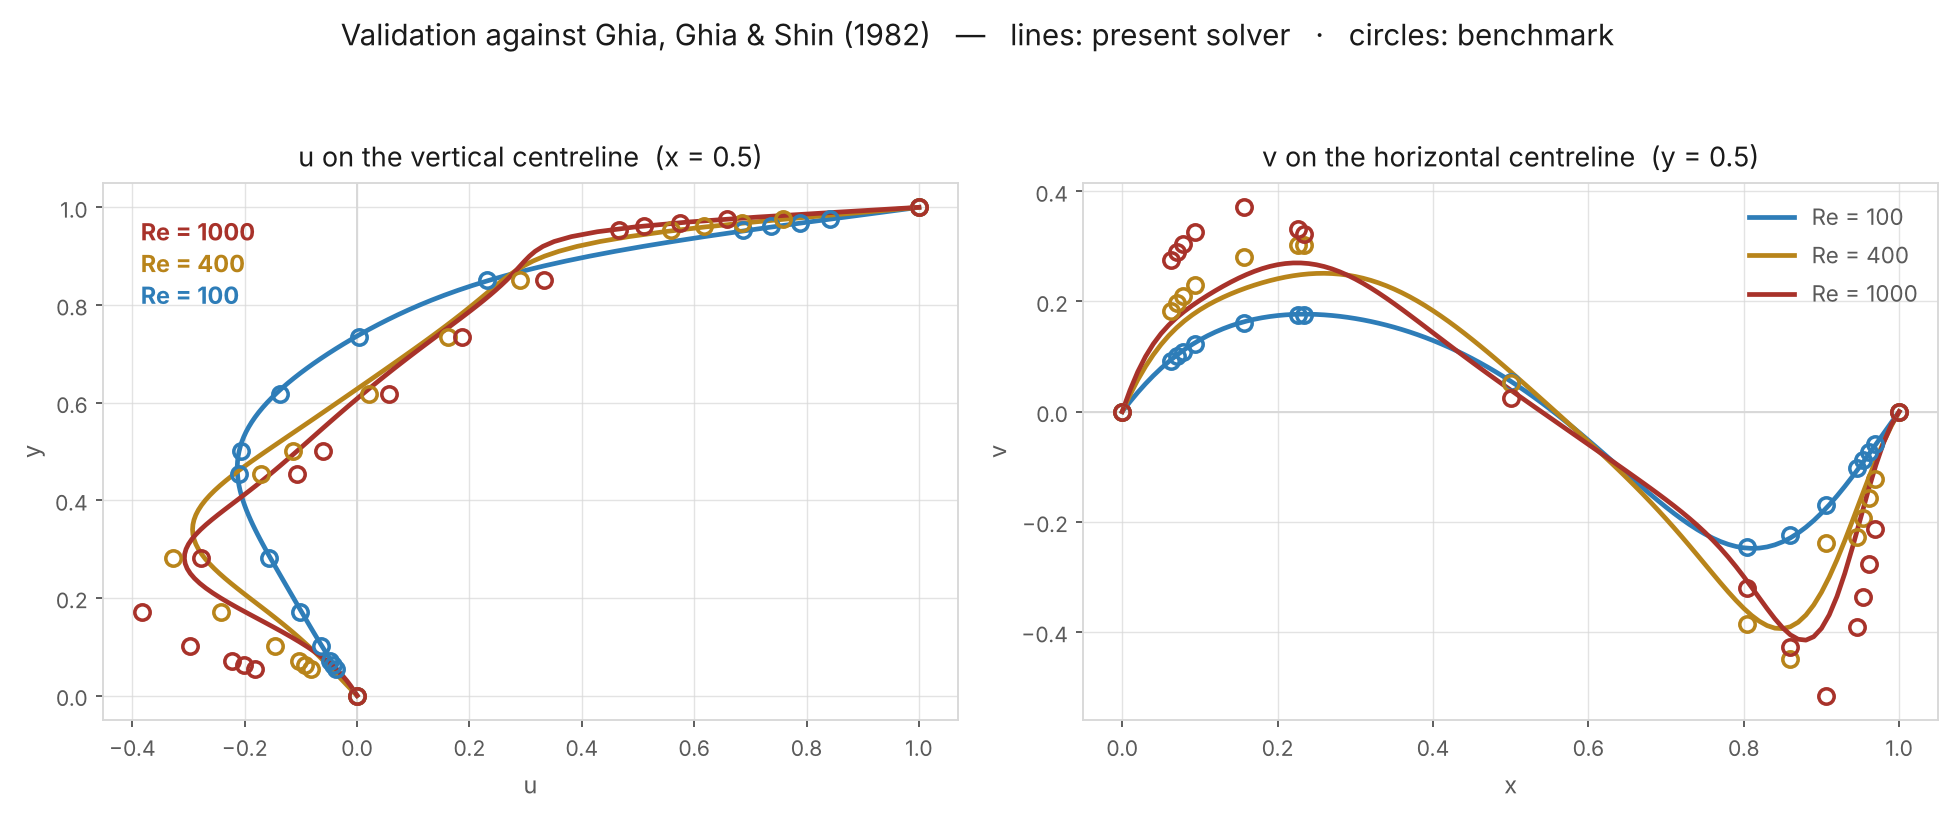 Validation against Ghia, Ghia & Shin (1982) — lines: present solver · circles: benchmark
u on the vertical centreline (x = 0.5)
1.0
0.8
0.6
0.4
0.2
0.0
y
Re = 1000
Re = 400
Re = 100
−0.4 −0.2 0.0 0.2 0.4 0.6 0.8 1.0
u
v on the horizontal centreline (y = 0.5)
0.4
0.2
0.0
−0.2
−0.4
v
Re = 100
Re = 400
Re = 1000
0.0 0.2 0.4 0.6 0.8 1.0
x